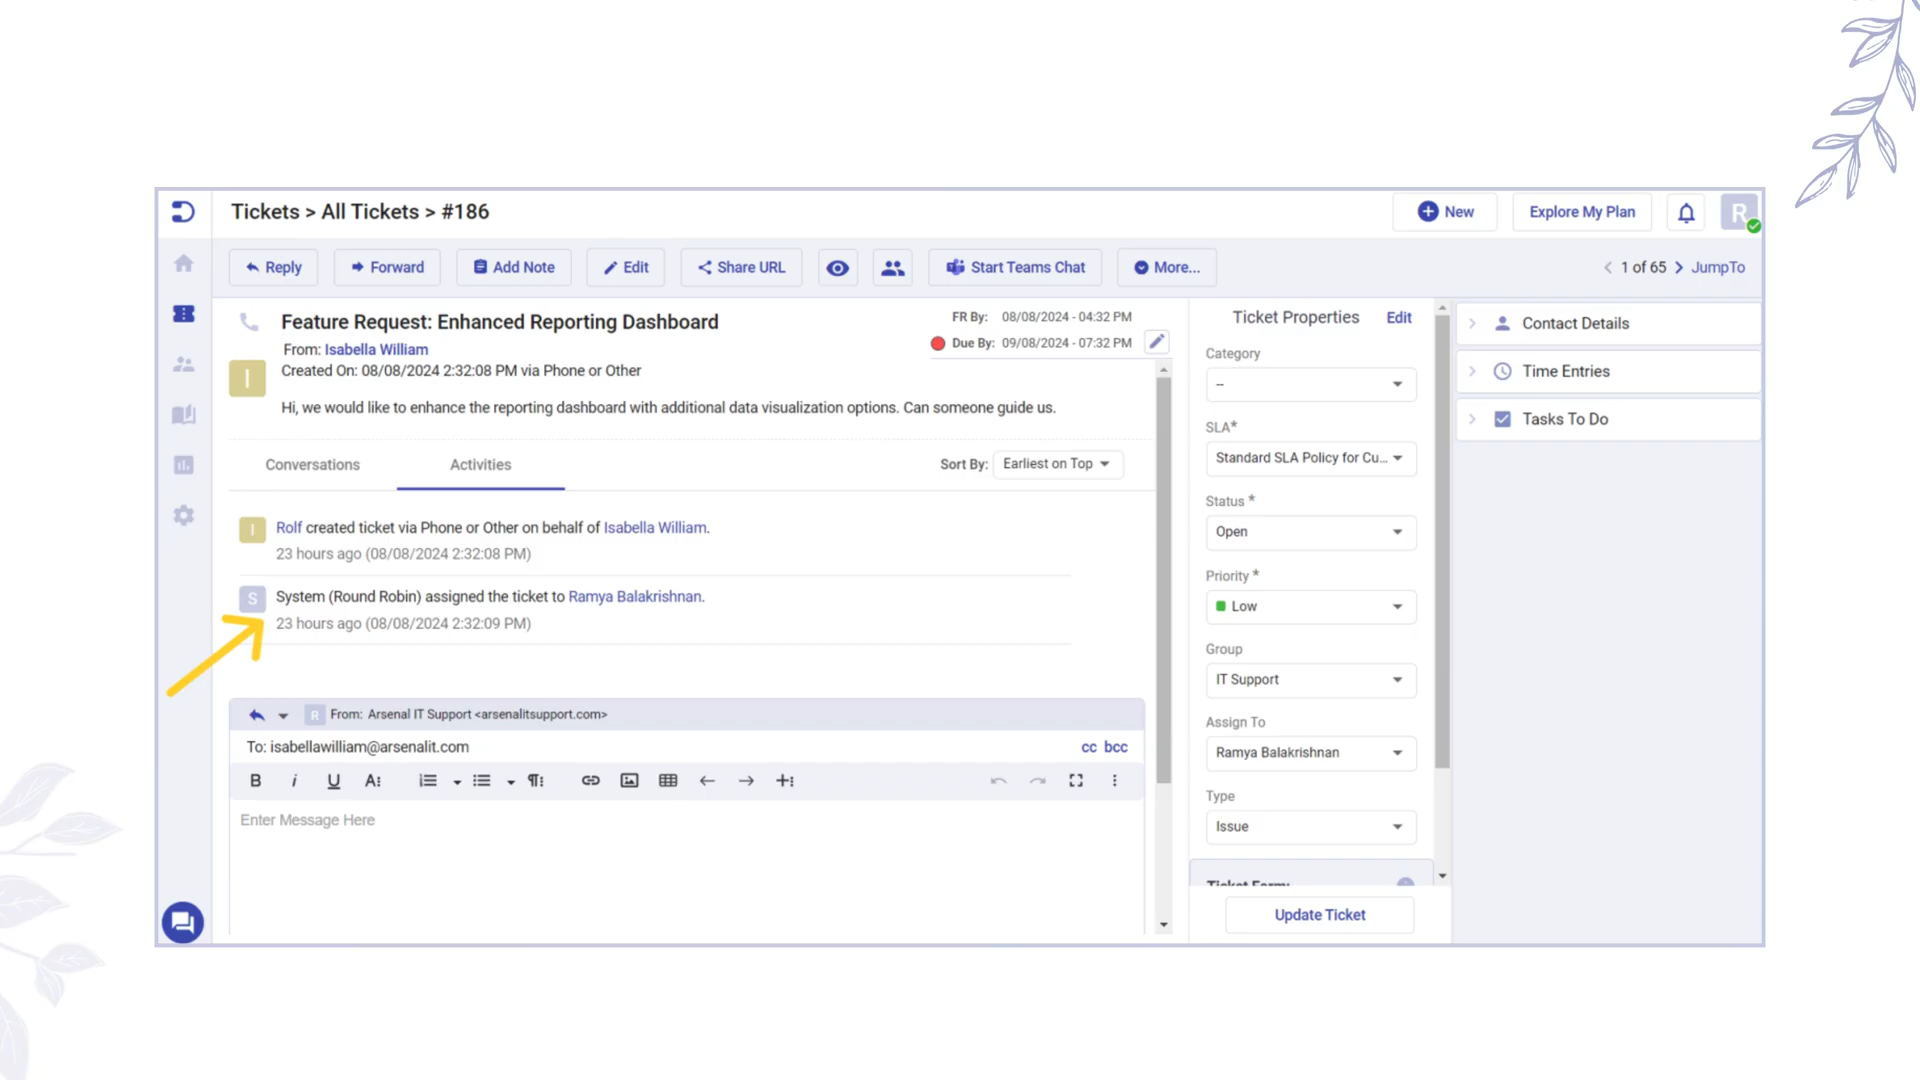 Tickets > All Tickets > #186
New
Explore My Plan
R
Reply
Forward
Add Note
Edit
Share URL
Start Teams Chat
More...
1 of 65
JumpTo
Feature Request: Enhanced Reporting Dashboard
From: Isabella William
I
Created On: 08/08/2024 2:32:08 PM via Phone or Other
Hi, we would like to enhance the reporting dashboard with additional data visualization options. Can someone guide us.
FR By: 08/08/2024 - 04:32 PM
Due By: 09/08/2024 - 07:32 PM
Conversations
Activities
Sort By: Earliest on Top
I
Rolf created ticket via Phone or Other on behalf of Isabella William.
23 hours ago (08/08/2024 2:32:08 PM)
S
System (Round Robin) assigned the ticket to Ramya Balakrishnan.
23 hours ago (08/08/2024 2:32:09 PM)
R
From: Arsenal IT Support <arsenalitsupport.com>
To: isabellawilliam@arsenalit.com
cc bcc
Enter Message Here
Ticket Properties
Edit
Category
--
SLA*
Standard SLA Policy for Cu...
Status *
Open
Priority *
Low
Group
IT Support
Assign To
Ramya Balakrishnan
Type
Issue
Ticket Form:
Update Ticket
Contact Details
Time Entries
Tasks To Do